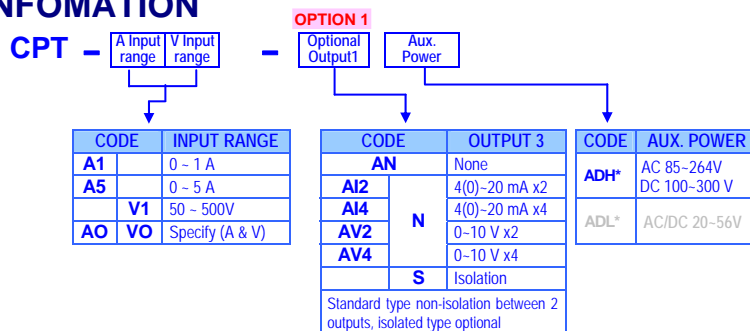 NFOMATION
OPTION 1
CPT – A Input range V Input range – Optional Output1 Aux. Power
CODE INPUT RANGE
A1 0 ~ 1 A
A5 0 ~ 5 A
V1 50 ~ 500V
AO VO Specify (A & V)
CODE OUTPUT 3
AN None
AI2 4(0)~20 mA x2
AI4 4(0)~20 mA x4
N
AV2 0~10 V x2
AV4 0~10 V x4
S Isolation
Standard type non-isolation between 2
outputs, isolated type optional
CODE AUX. POWER
ADH* AC 85~264V
DC 100~300 V
ADL* AC/DC 20~56V